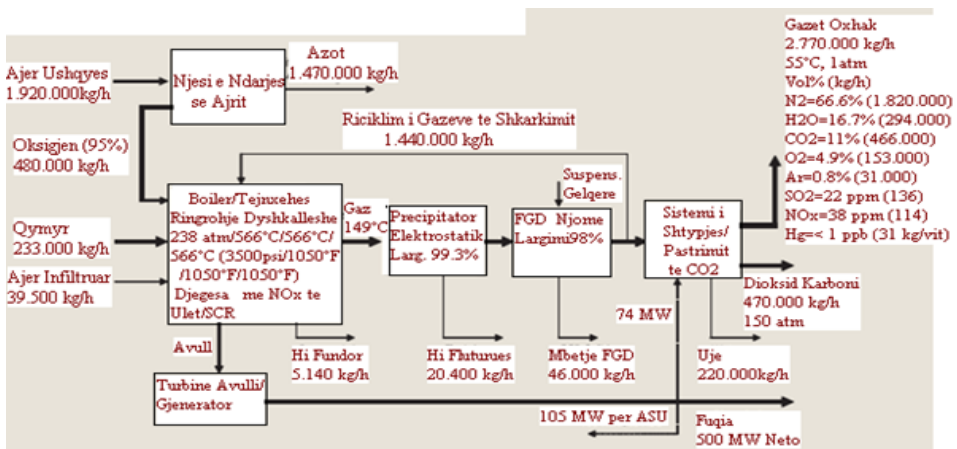 Ajer Ushqyes
1.920.000kg/h
Njesi e Ndarjes
se Ajrit
Azot
1.470.000 kg/h
Oksigjen (95%)
480.000 kg/h
Riciklim i Gazeve te Shkarkimit
1.440.000 kg/h
Qymyr
233.000 kg/h
Ajer Infiltruar
39.500 kg/h
Boiler/Tejnxehes
Ringrohje Dyshkalleshe
238 atm/566°C/566°C/
566°C (3500psi/1050°F
/1050°F/1050°F)
Djegesa me NOx te
Ulet/SCR
Gaz
149°C
Precipitator
Elektrostatik
Larg. 99.3%
Suspens.
Gelqere
FGD Njome
Largimi98%
Sistemi i
Shtypjes/
Pastrimit
te CO2
Gazet Oxhak
2.770.000 kg/h
55°C, 1atm
Vol% (kg/h)
N2=66.6% (1.820.000)
H2O=16.7% (294.000)
CO2=11% (466.000)
O2=4.9% (153.000)
Ar=0.8% (31.000)
SO2=22 ppm (136)
NOx=38 ppm (114)
Hg=< 1 ppb (31 kg/vit)
Dioksid Karboni
470.000 kg/h
150 atm
74 MW
Avull
Hi Fundor
5.140 kg/h
Hi Fluturues
20.400 kg/h
Mbetje FGD
46.000 kg/h
Uje
220.000kg/h
Turbine Avulli/
Gjenerator
105 MW per ASU
Fuqia
500 MW Neto